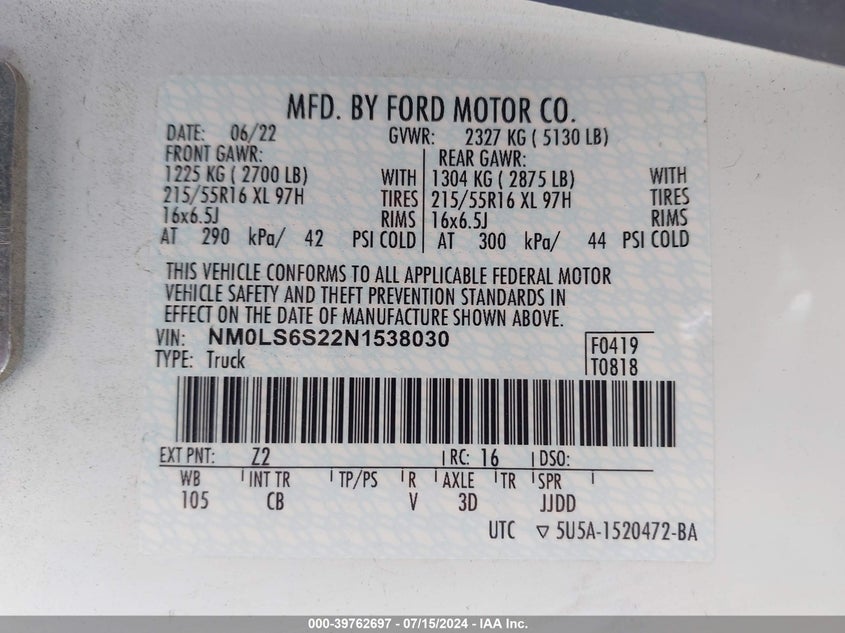 MFD. BY FORD MOTOR CO.
DATE: 06/22 GVWR: 2327 KG ( 5130 LB)
FRONT GAWR: REAR GAWR:
1225 KG ( 2700 LB) WITH 1304 KG ( 2875 LB) WITH
215/55R16 XL 97H TIRES 215/55R16 XL 97H TIRES
16x6.5J RIMS 16x6.5J RIMS
AT 290 kPa/ 42 PSI COLD AT 300 kPa/ 44 PSI COLD
THIS VEHICLE CONFORMS TO ALL APPLICABLE FEDERAL MOTOR
VEHICLE SAFETY AND THEFT PREVENTION STANDARDS IN
EFFECT ON THE DATE OF MANUFACTURE SHOWN ABOVE.
VIN: NM0LS6S22N1538030 F0419
TYPE: Truck T0818
EXT PNT: Z2 RC: 16 DSO:
WB INT TR TP/PS R AXLE TR SPR
105 CB V 3D JJDD
UTC ▽ 5U5A-1520472-BA
000-39762697 - 07/15/2024 - IAA Inc.